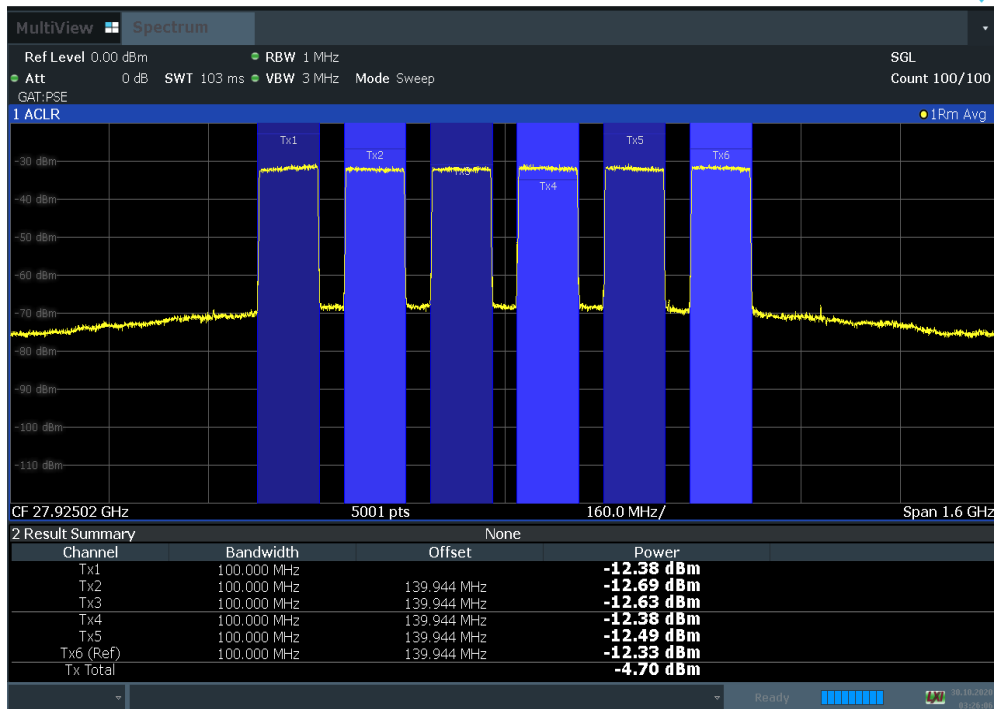 MultiView Spectrum
Ref Level 0.00 dBm RBW 1 MHz SGL
Att 0 dB SWT 103 ms VBW 3 MHz Mode Sweep Count 100/100
GAT:PSE
1 ACLR 1Rm Avg
Tx1 Tx5
Tx2 Tx6
-30 dBm
Tx3
Tx4
-40 dBm
-50 dBm
-60 dBm
-70 dBm
-80 dBm
-90 dBm
-100 dBm
-110 dBm
CF 27.92502 GHz 5001 pts 160.0 MHz/ Span 1.6 GHz
2 Result Summary None
Channel Bandwidth Offset Power
Tx1 100.000 MHz -12.38 dBm
Tx2 100.000 MHz 139.944 MHz -12.69 dBm
Tx3 100.000 MHz 139.944 MHz -12.63 dBm
Tx4 100.000 MHz 139.944 MHz -12.38 dBm
Tx5 100.000 MHz 139.944 MHz -12.49 dBm
Tx6 (Ref) 100.000 MHz 139.944 MHz -12.33 dBm
Tx Total -4.70 dBm
Ready 30.10.2020
03:26:06